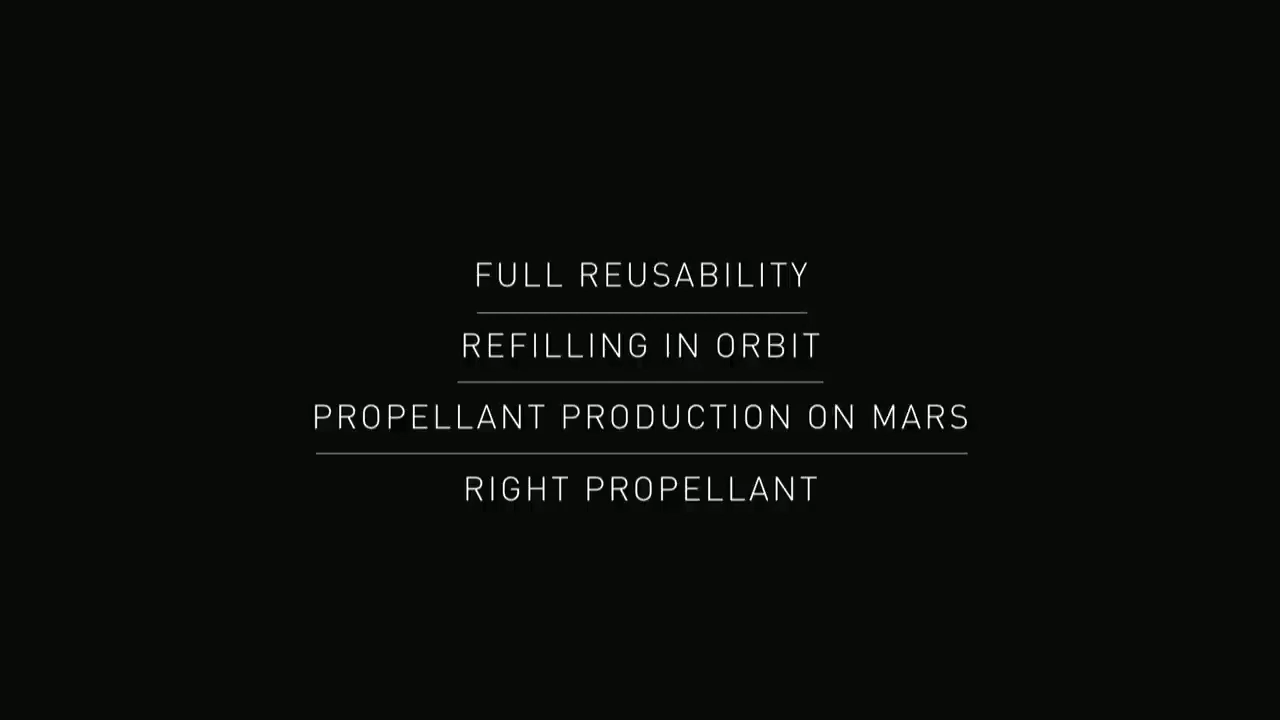 FULL REUSABILITY
REFILLING IN ORBIT
PROPELLANT PRODUCTION ON MARS
RIGHT PROPELLANT